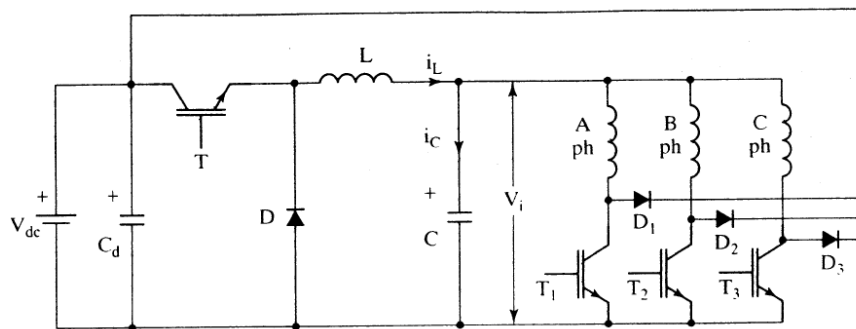 L
i_L
i_C
T
+
V_dc
+
C_d
D
+
C
V_i
A
ph
B
ph
C
ph
D_1
D_2
D_3
T_1
T_2
T_3